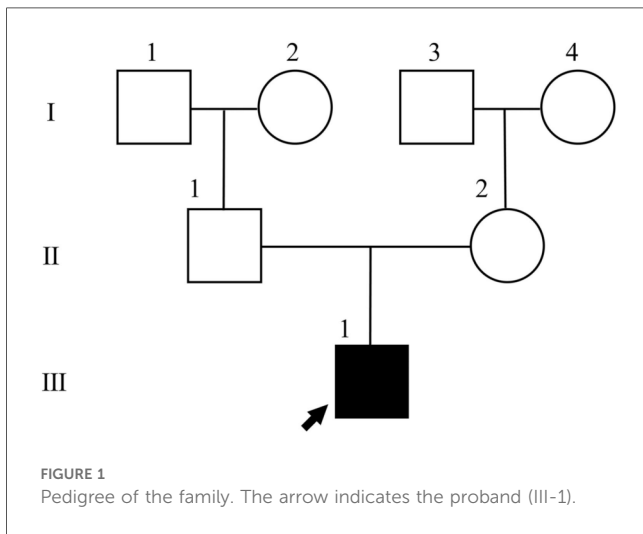 1 2 3 4
I
1 2
II
1
III
FIGURE 1
Pedigree of the family. The arrow indicates the proband (III-1).